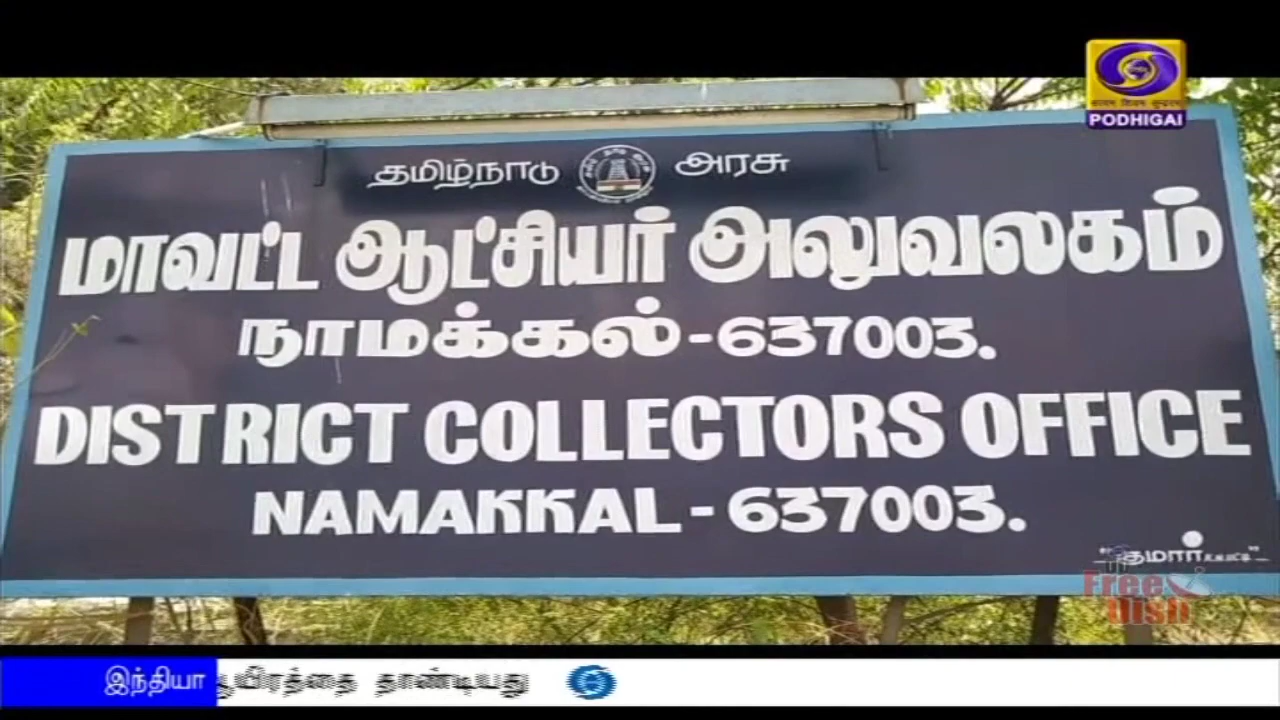 PODHIGAI
தமிழ்நாடு அரசு
மாவட்ட ஆட்சியர் அலுவலகம்
நாமக்கல்-637003.
DISTRICT COLLECTORS OFFICE
NAMAKKAL-637003.
Free Dish
இந்தியா யிரத்தை தாண்டியது